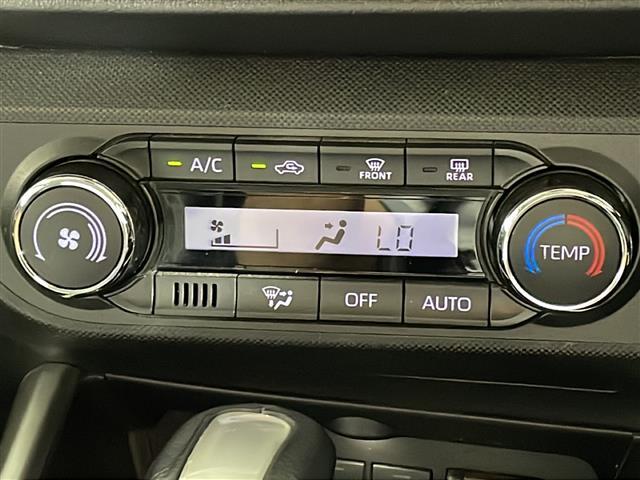 A/C
FRONT
REAR
LO
TEMP
OFF
AUTO